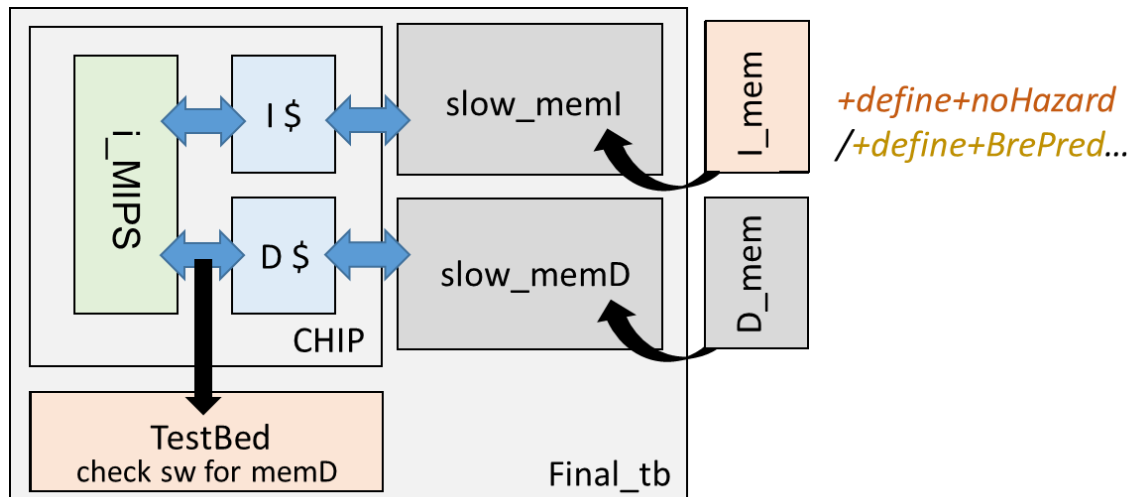 i_MIPS
I $
D $
CHIP
slow_memI
slow_memD
I_mem
D_mem
+define+noHazard
/+define+BrePred...
TestBed
check sw for memD
Final_tb